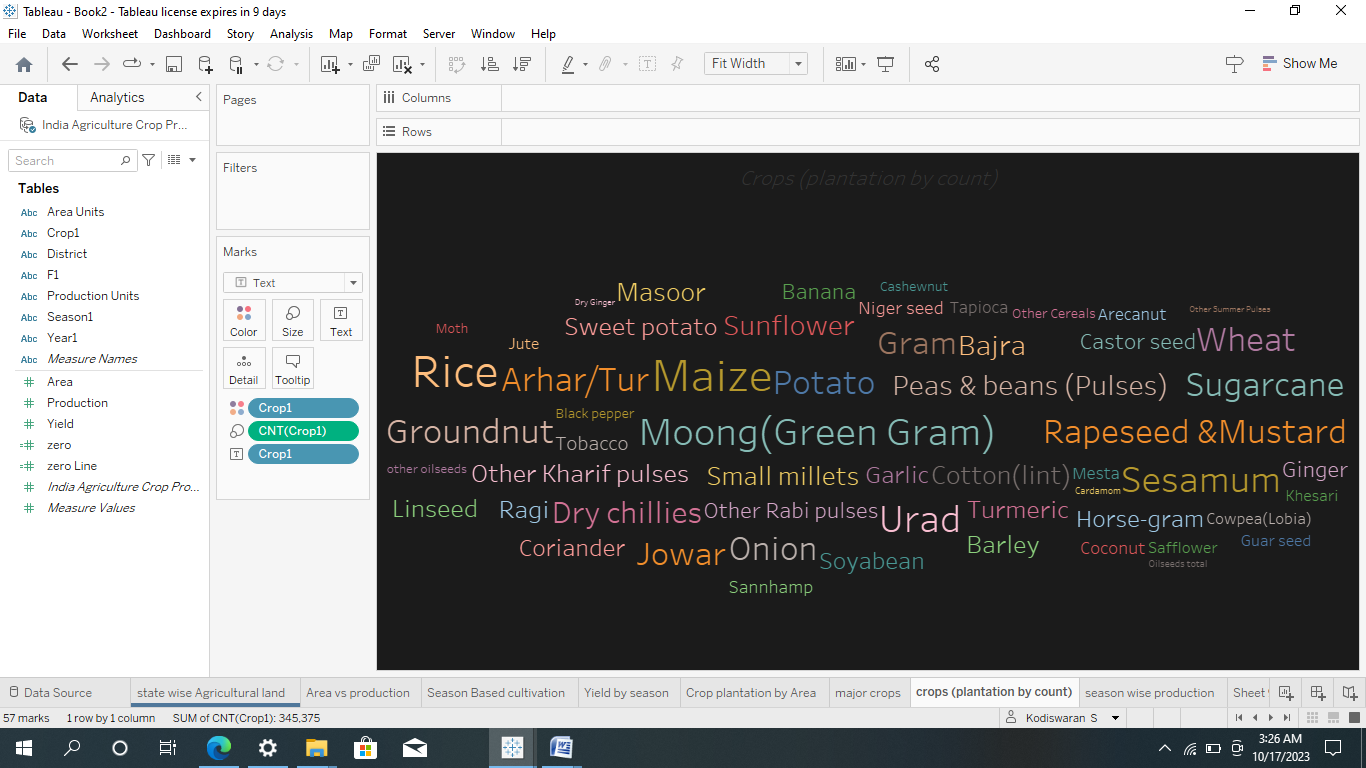 Tableau - Book2 - Tableau license expires in 9 days
File Data Worksheet Dashboard Story Analysis Map Format Server Window Help
Fit Width
Show Me
Data Analytics
India Agriculture Crop Pr...
Search
Tables
Abc Area Units
Abc Crop1
Abc District
Abc F1
Abc Production Units
Abc Season1
Abc Year1
Abc Measure Names
Area
Production
Yield
zero
zero Line
India Agriculture Crop Pro...
Measure Values
Pages
Filters
Marks
Text
Color Size Text
Detail Tooltip
Crop1
CNT(Crop1)
Crop1
Columns
Rows
Crops (plantation by count)
Dry Ginger Masoor Banana Cashewnut
Niger seed Tapioca Other Cereals Arecanut Other Summer Pulses
Moth Jute Sweet potato Sunflower Gram Bajra Castor seed Wheat
Rice Arhar/Tur Maize Potato Peas & beans (Pulses) Sugarcane
Groundnut Black pepper Tobacco Moong(Green Gram) Rapeseed &Mustard
other oilseeds Other Kharif pulses Small millets Garlic Cotton(lint) Mesta Cardamom Sesamum Ginger Khesari
Linseed Ragi Dry chillies Other Rabi pulses Urad Turmeric Horse-gram Cowpea(Lobia)
Coriander Jowar Onion Soyabean Barley Coconut Safflower Guar seed
Oilseeds total
Sannhamp
Data Source state wise Agricultural land Area vs production Season Based cultivation Yield by season Crop plantation by Area major crops crops (plantation by count) season wise production Sheet
57 marks 1 row by 1 column SUM of CNT(Crop1): 345,375 Kodiswaran S
3:26 AM
10/17/2023